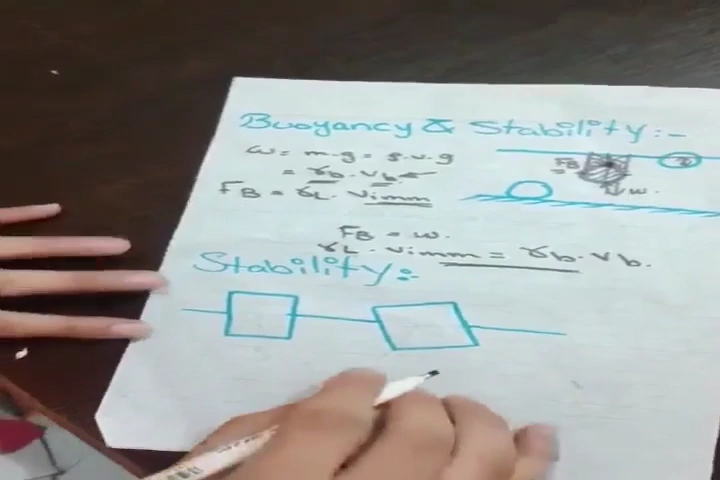 Buoyancy & Stability:-
w = m.g = ρ.v.g
= γb.vb
FB = γL.vimm
FB
w.
FB = w.
γL.vimm = γb.vb.
Stability:-